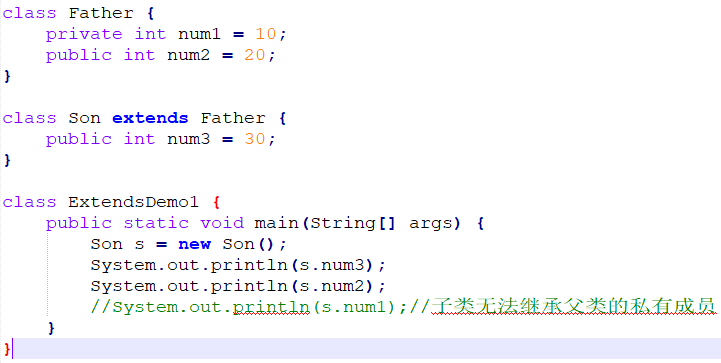 class Father {
    private int num1 = 10;
    public int num2 = 20;
}
class Son extends Father {
    public int num3 = 30;
}
class ExtendsDemo1 {
    public static void main(String[] args) {
        Son s = new Son();
        System.out.println(s.num3);
        System.out.println(s.num2);
        //System.out.println(s.num1);//子类无法继承父类的私有成员
    }
}